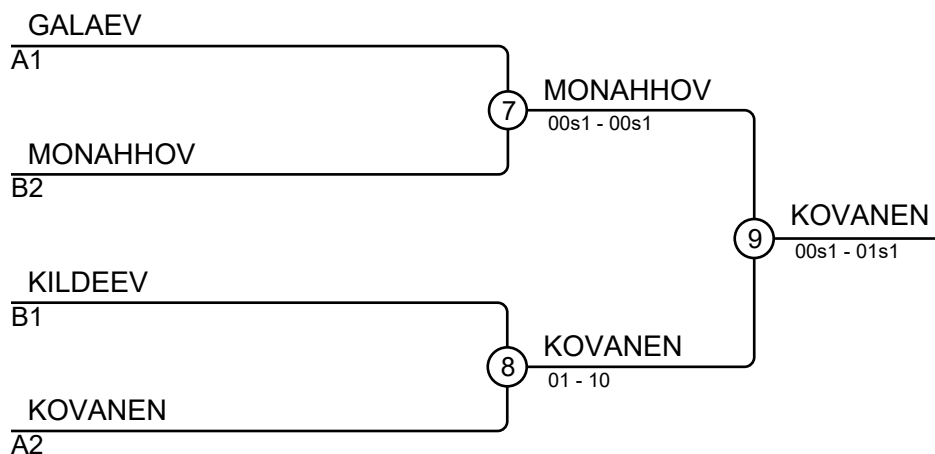 GALAEV
A1
7
MONAHHOV
00s1 - 00s1
MONAHHOV
B2
9
KOVANEN
00s1 - 01s1
KILDEEV
B1
8
KOVANEN
01 - 10
KOVANEN
A2